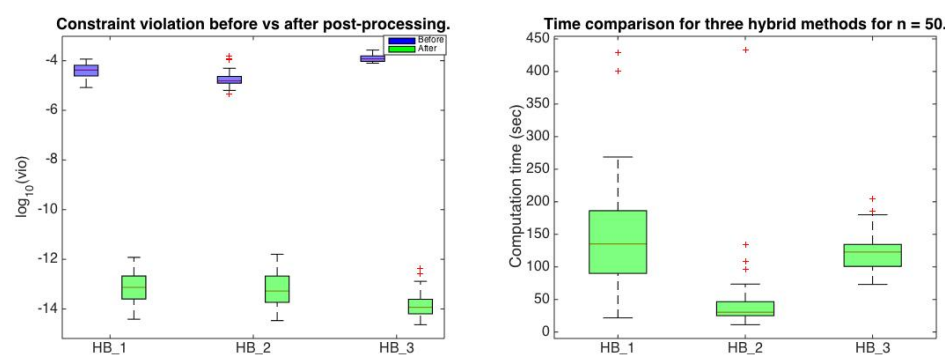 Constraint violation before vs after post-processing.
Before
After
-4
-6
-8
-10
-12
-14
log10(vio)
HB_1
HB_2
HB_3
Time comparison for three hybrid methods for n = 50.
450
400
350
300
250
200
150
100
50
0
Computation time (sec)
HB_1
HB_2
HB_3